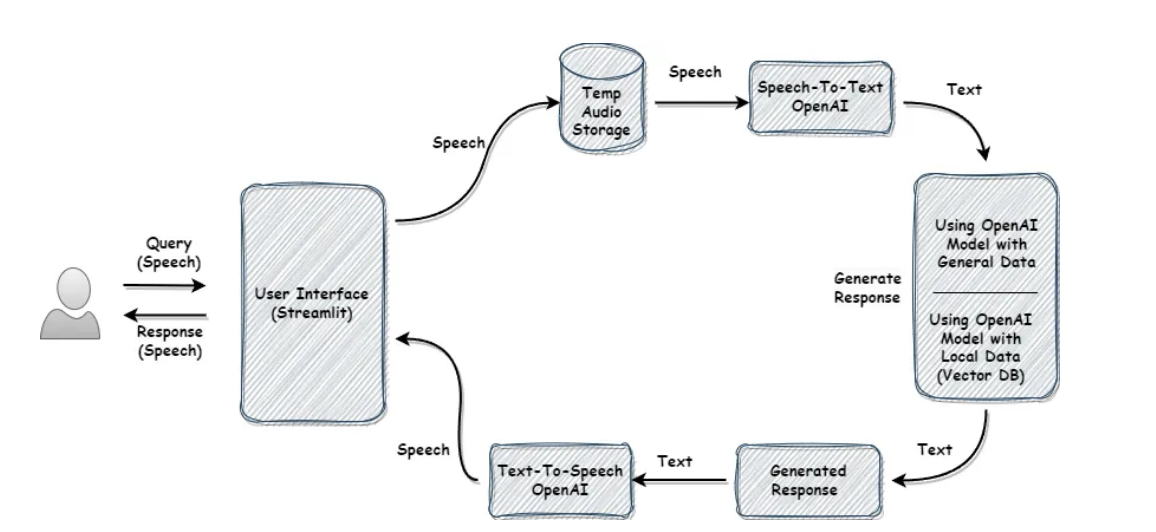 Query
(Speech)
Response
(Speech)
User Interface
(Streamlit)
Speech
Temp
Audio
Storage
Speech
Speech-To-Text
OpenAI
Text
Generate
Response
Using OpenAI
Model with
General Data
Using OpenAI
Model with
Local Data
(Vector DB)
Text
Generated
Response
Text
Text-To-Speech
OpenAI
Speech